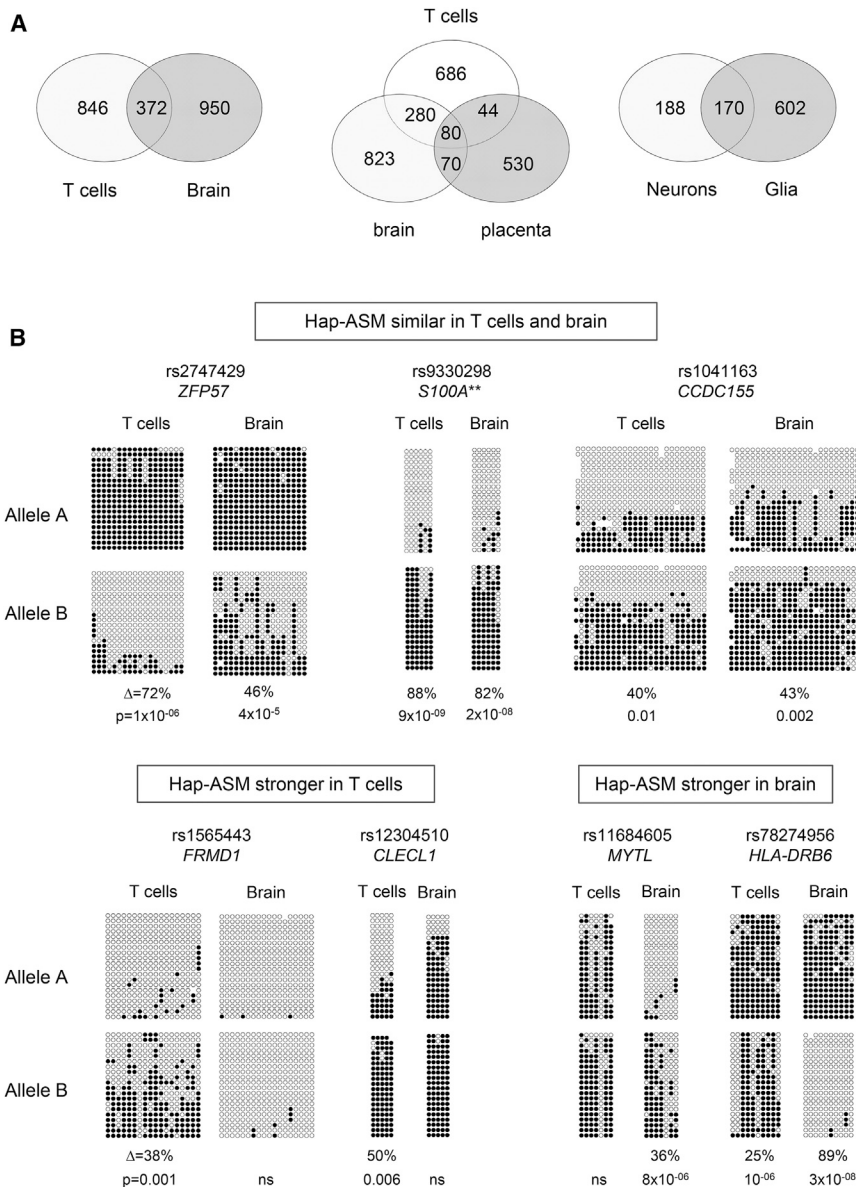 A
T cells
846 372 950
T cells Brain
686
280 44
80
823 70 530
brain placenta
188 170 602
Neurons Glia
B
Hap-ASM similar in T cells and brain
rs2747429 rs9330298 rs1041163
ZFP57 S100A** CCDC155
T cells Brain T cells Brain T cells Brain
Allele A
Allele B
Δ=72% 46% 88% 82% 40% 43%
p=1x10-06 4x10-5 9x10-09 2x10-08 0.01 0.002
Hap-ASM stronger in T cells Hap-ASM stronger in brain
rs1565443 rs12304510 rs11684605 rs78274956
FRMD1 CLECL1 MYTL HLA-DRB6
T cells Brain T cells Brain T cells Brain T cells Brain
Allele A
Allele B
Δ=38% 50% 36% 25% 89%
p=0.001 ns 0.006 ns ns 8x10-06 10-06 3x10-08